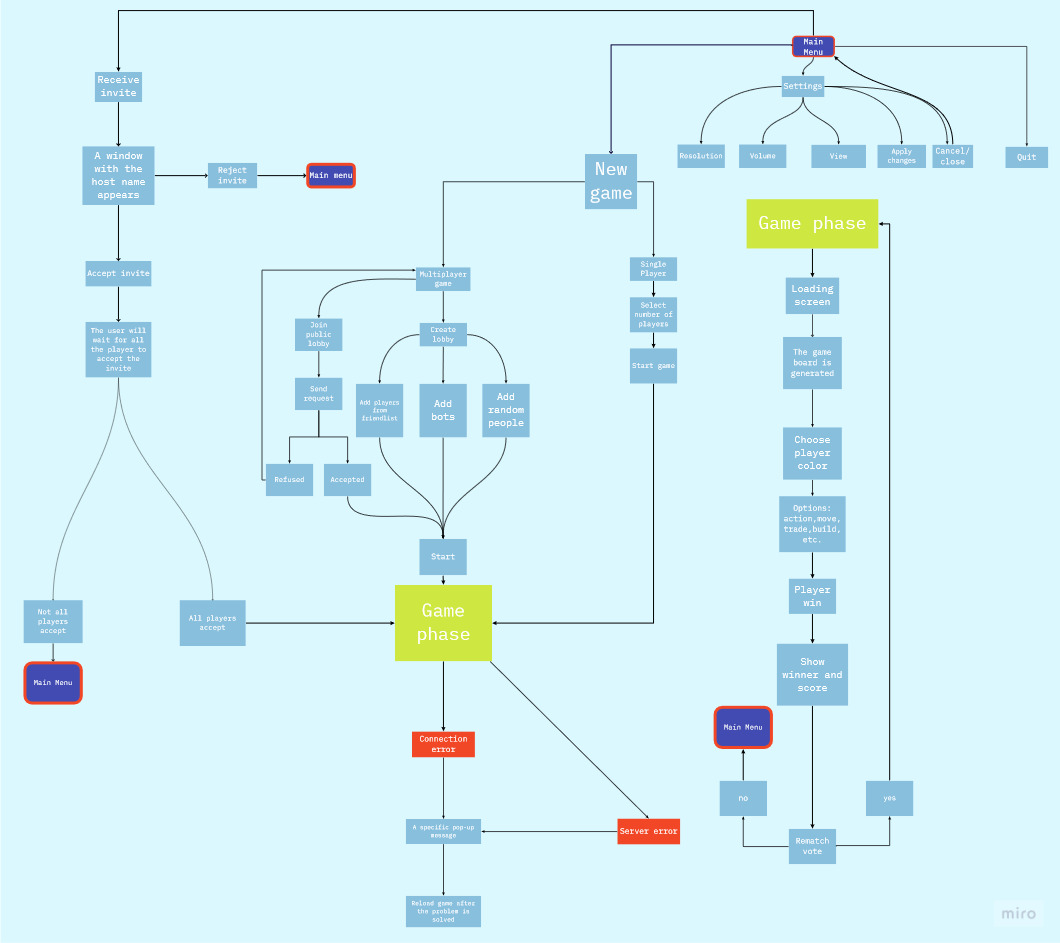 Main
Menu
Receive
invite
Settings
Resolution
Volume
View
Apply
changes
Cancel/
close
Quit
A window
with the
host name
appears
Reject
invite
Main menu
New
game
Game phase
Accept invite
Multiplayer
game
Single
Player
Loading
screen
Select
number of
players
Join
public
lobby
Create
lobby
The user will
wait for all
the player to
accept the
invite
Start game
The game
board is
generated
Send
request
Add players
from
friendlist
Add
bots
Add
random
people
Choose
player
color
Refused
Accepted
Options:
action,move,
trade,build,
etc.
Start
Player
win
Not all
players
accept
All players
accept
Game
phase
Show
winner and
score
Main Menu
Main Menu
Connection
error
no
yes
A specific pop-up
message
Server error
Rematch
vote
Reload game after
the problem is
solved
miro